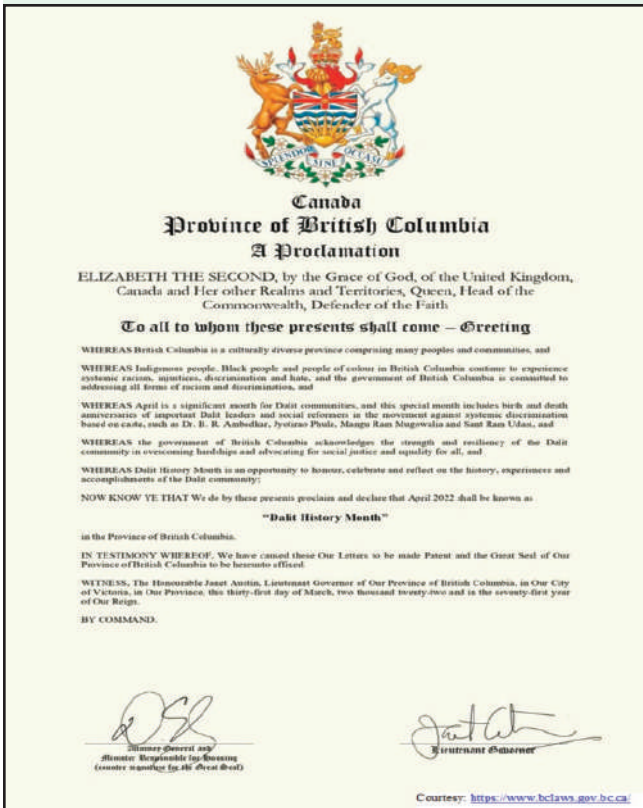 SPLENDOR SINE OCCASU
Canada
Province of British Columbia
A Proclamation
ELIZABETH THE SECOND, by the Grace of God, of the United Kingdom,
Canada and Her other Realms and Territories, Queen, Head of the
Commonwealth, Defender of the Faith
To all to whom these presents shall come – Greeting
WHEREAS British Columbia is a culturally diverse province comprising many peoples and communities, and
WHEREAS Indigenous people, Black people and people of colour in British Columbia continue to experience
systemic racism, injustices, discrimination and hate, and the government of British Columbia is committed to
addressing all forms of racism and discrimination, and
WHEREAS April is a significant month for Dalit communities, and this special month includes birth and death
anniversaries of important Dalit leaders and social reformers in the movement against systemic discrimination
based on caste, such as Dr. B. R. Ambedkar, Jyotirao Phule, Mangu Ram Mugowalia and Sant Ram Udasi, and
WHEREAS the government of British Columbia acknowledges the strength and resiliency of the Dalit
community in overcoming hardships and advocating for social justice and equality for all, and
WHEREAS Dalit History Month is an opportunity to honour, celebrate and reflect on the history, experiences and
accomplishments of the Dalit community;
NOW KNOW YE THAT We do by these presents proclaim and declare that April 2022 shall be known as
“Dalit History Month”
in the Province of British Columbia.
IN TESTIMONY WHEREOF, We have caused these Our Letters to be made Patent and the Great Seal of Our
Province of British Columbia to be hereunto affixed.
WITNESS, The Honourable Janet Austin, Lieutenant Governor of Our Province of British Columbia, in Our City
of Victoria, in Our Province, this thirty-first day of March, two thousand twenty-two and in the seventy-first year
of Our Reign.
BY COMMAND.
Attorney General and
Minister Responsible for Housing
(counter signature for the Great Seal)
Lieutenant Governor
Courtesy: https://www.bclaws.gov.bc.ca/